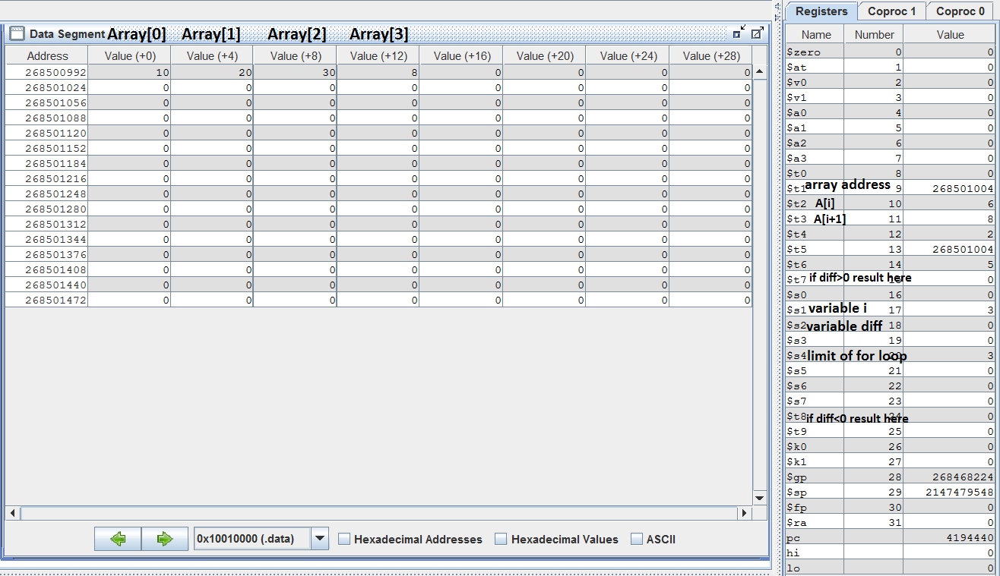 Data Segment Array[0] Array[1] Array[2] Array[3]
Address Value (+0) Value (+4) Value (+8) Value (+12) Value (+16) Value (+20) Value (+24) Value (+28)
268500992 10 20 30 8 0 0 0 0
268501024 0 0 0 0 0 0 0 0
268501056 0 0 0 0 0 0 0 0
268501088 0 0 0 0 0 0 0 0
268501120 0 0 0 0 0 0 0 0
268501152 0 0 0 0 0 0 0 0
268501184 0 0 0 0 0 0 0 0
268501216 0 0 0 0 0 0 0 0
268501248 0 0 0 0 0 0 0 0
268501280 0 0 0 0 0 0 0 0
268501312 0 0 0 0 0 0 0 0
268501344 0 0 0 0 0 0 0 0
268501376 0 0 0 0 0 0 0 0
268501408 0 0 0 0 0 0 0 0
268501440 0 0 0 0 0 0 0 0
268501472 0 0 0 0 0 0 0 0
0x10010000 (.data) Hexadecimal Addresses Hexadecimal Values ASCII
Registers Coproc 1 Coproc 0
Name Number Value
$zero 0 0
$at 1 0
$v0 2 0
$v1 3 0
$a0 4 0
$a1 5 0
$a2 6 0
$a3 7 0
$t0 8 0
$t1 array address 9 268501004
$t2 A[i] 10 6
$t3 A[i+1] 11 8
$t4 12 2
$t5 13 268501004
$t6 14 5
$t7 if diff>0 result here 15 0
$s0 16 0
$s1 variable i 17 3
$s2 variable diff 18 0
$s3 19 0
$s4 limit of for loop 20 3
$s5 21 0
$s6 22 0
$s7 23 0
$t8 if diff<0 result here 24 0
$t9 25 0
$k0 26 0
$k1 27 0
$gp 28 268468224
$sp 29 2147479548
$fp 30 0
$ra 31 0
pc 4194440
hi 0
lo 0